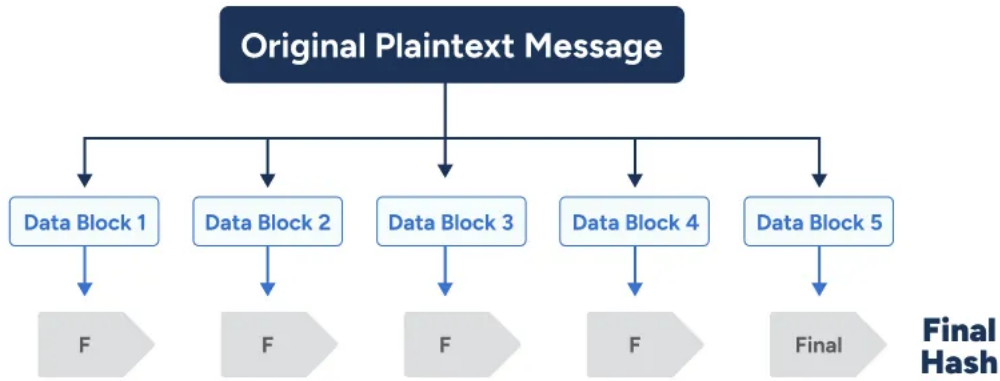 Original Plaintext Message
Data Block 1
Data Block 2
Data Block 3
Data Block 4
Data Block 5
F
F
F
F
Final
Final
Hash